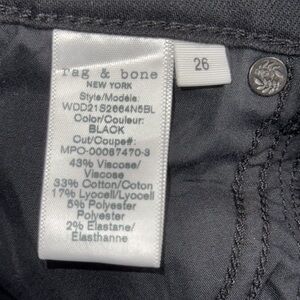 rag & bone
NEW YORK
Style/Modèle:
WDD21S2664N5BL
Color/Couleur:
BLACK
Cut/Coupe#:
MPO-00067470-3
43% Viscose/
Viscose
33% Cotton/Coton
17% Lyocell/Lyocell
5% Polyester
Polyester
2% Elastane/
Elasthanne
26